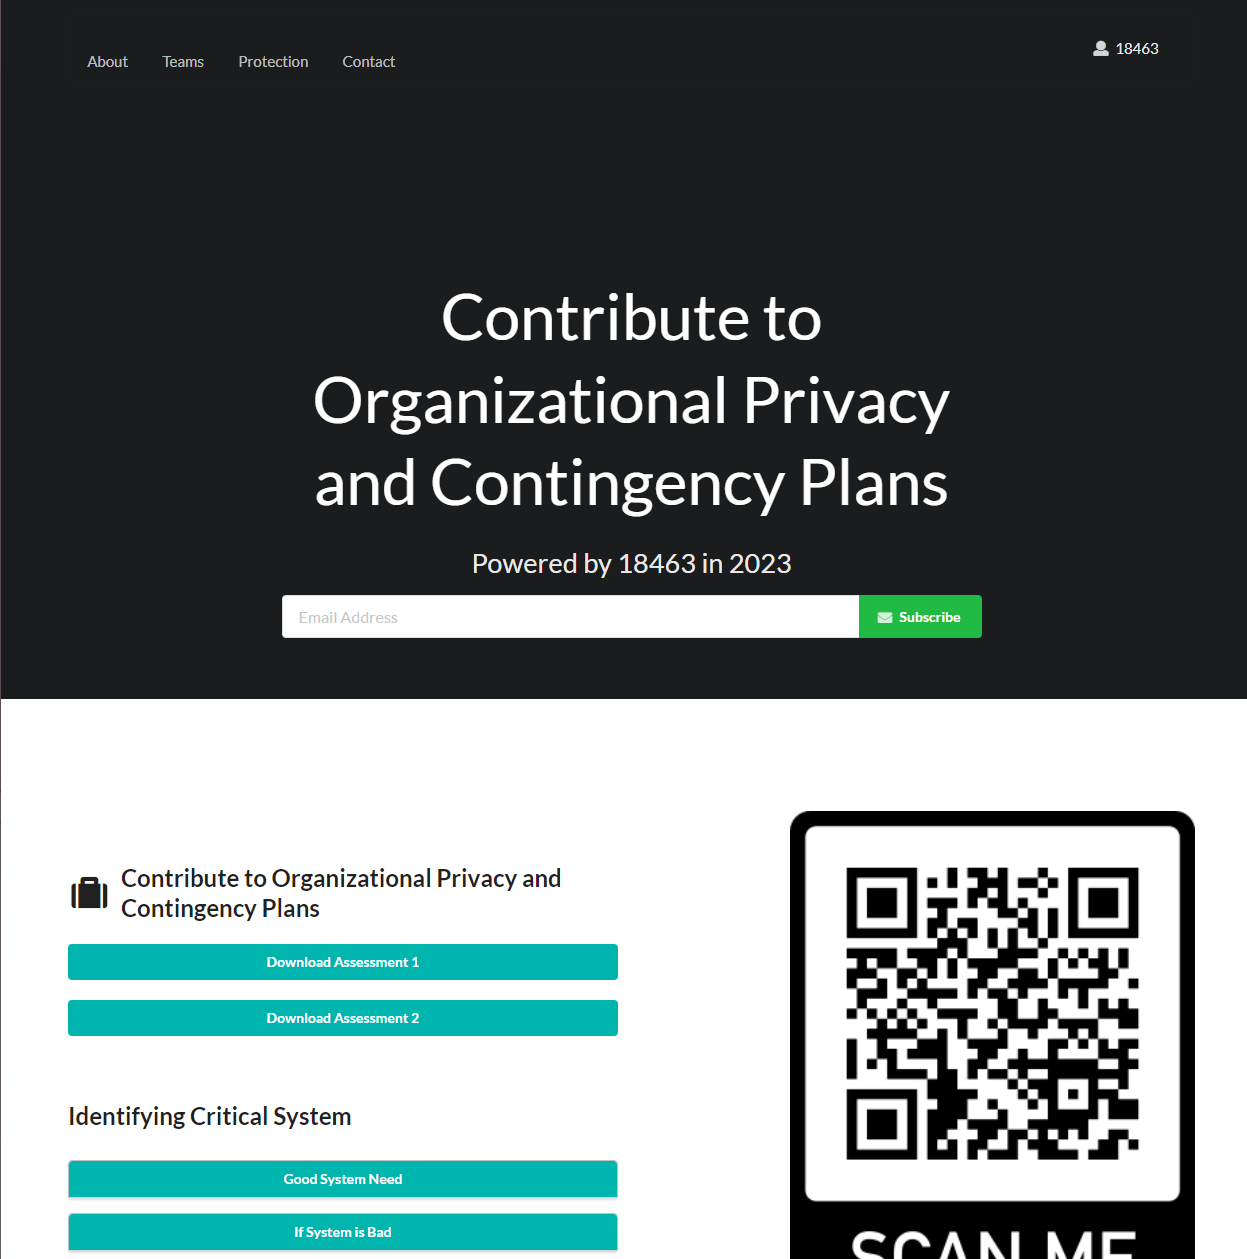 About Teams Protection Contact
18463
Contribute to
Organizational Privacy
and Contingency Plans
Powered by 18463 in 2023
Email Address Subscribe
Contribute to Organizational Privacy and
Contingency Plans
Download Assessment 1
Download Assessment 2
Identifying Critical System
Good System Need
If System is Bad
SCAN ME